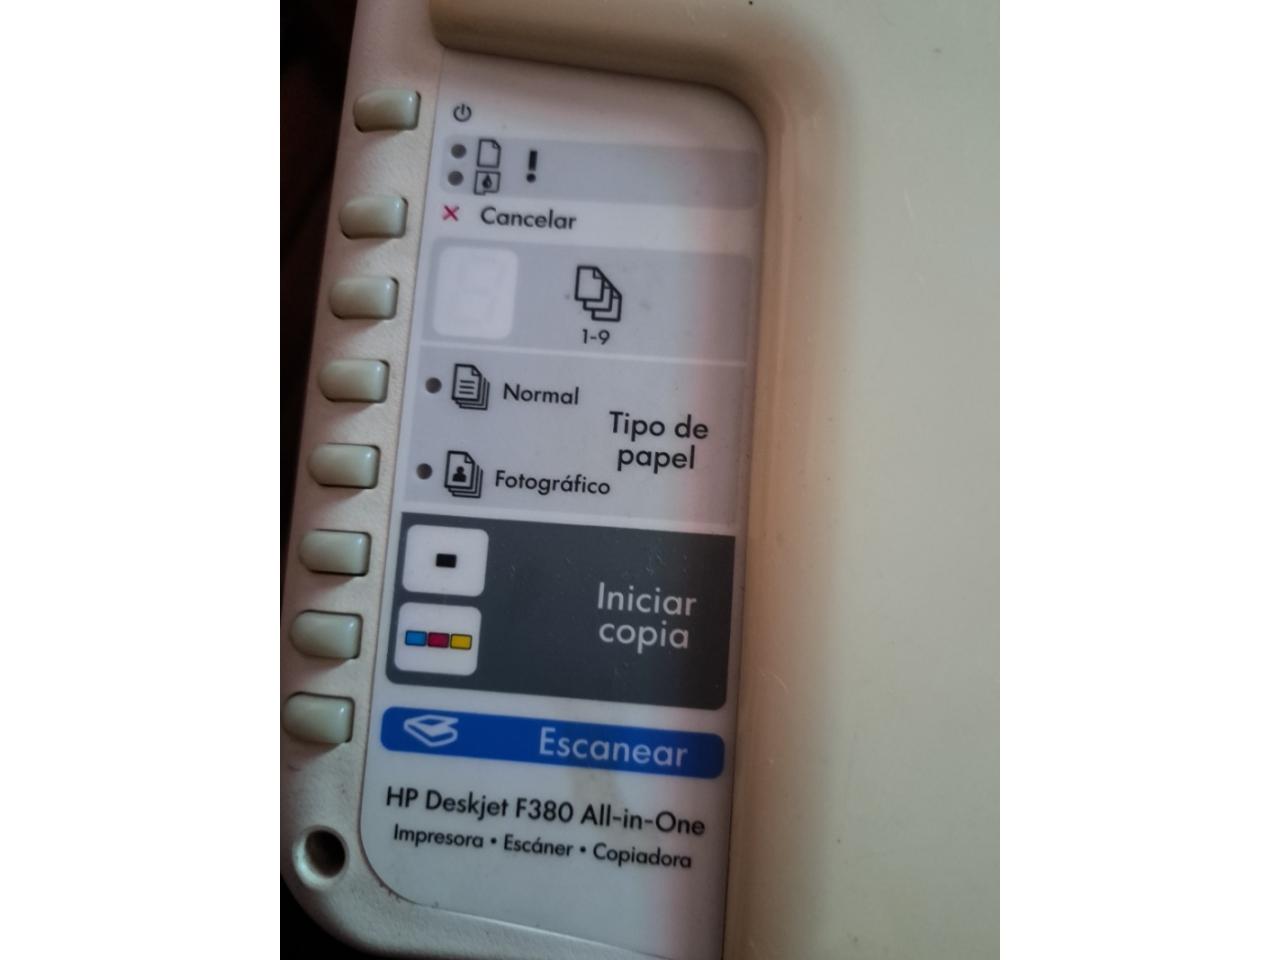 Cancelar
1-9
Normal
Tipo de
papel
Fotográfico
Iniciar
copia
Escanear
HP Deskjet F380 All-in-One
Impresora • Escáner • Copiadora